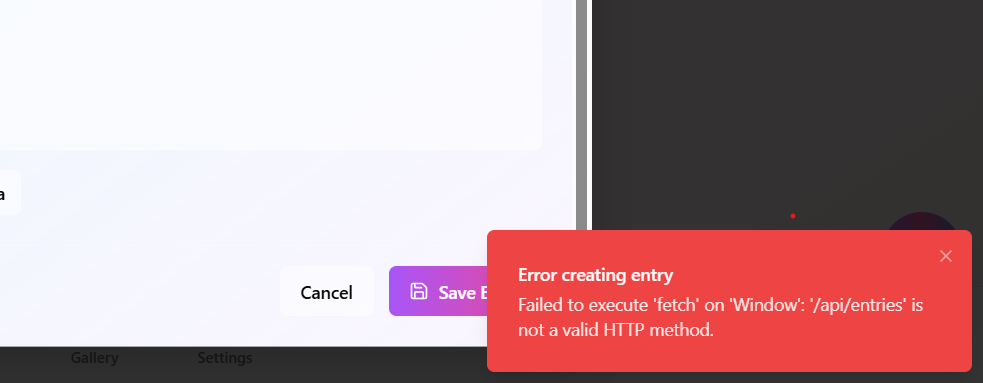 a
Cancel
Save E
Error creating entry
Failed to execute 'fetch' on 'Window': '/api/entries' is
not a valid HTTP method.
Gallery
Settings